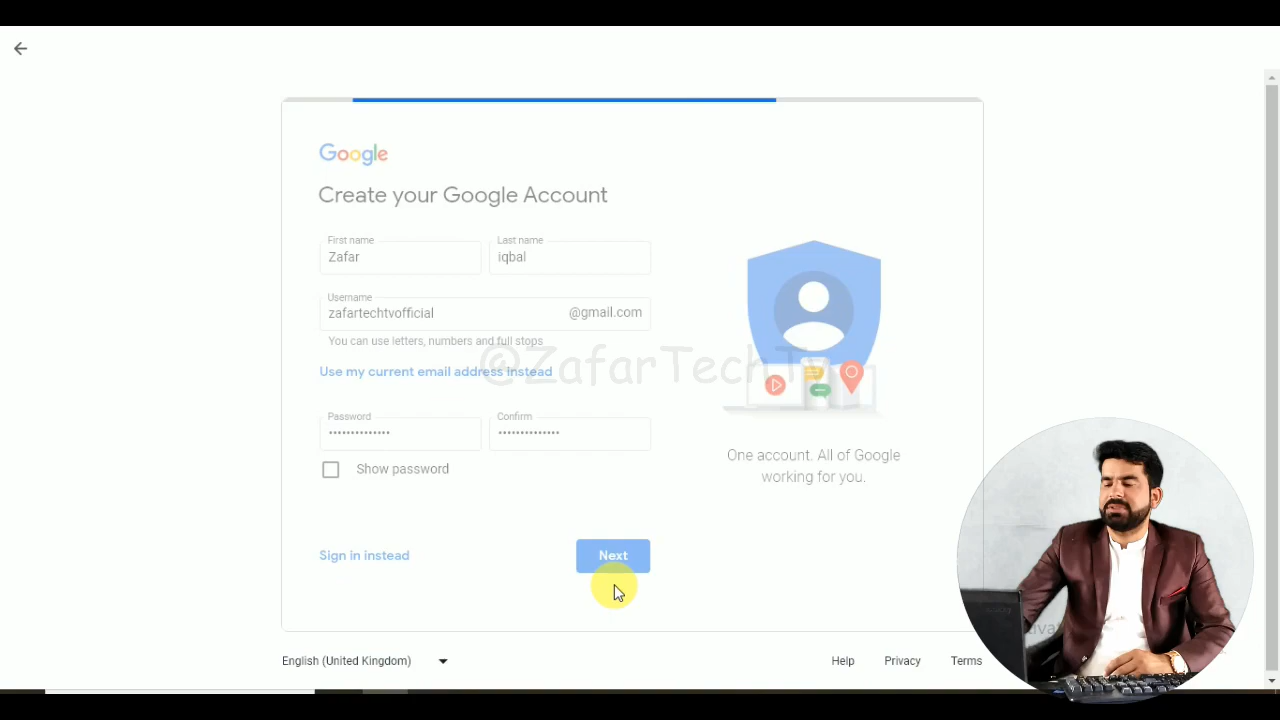 Google
Create your Google Account
First name
Last name
Zafar
iqbal
Username
zafartechtvofficial
@gmail.com
You can use letters, numbers and full stops
@ZafarTechTv
Use my current email address instead
Password
Confirm
••••••••••••••
••••••••••••••
Show password
One account. All of Google
working for you.
Sign in instead
Next
English (United Kingdom)
Help
Privacy
Terms